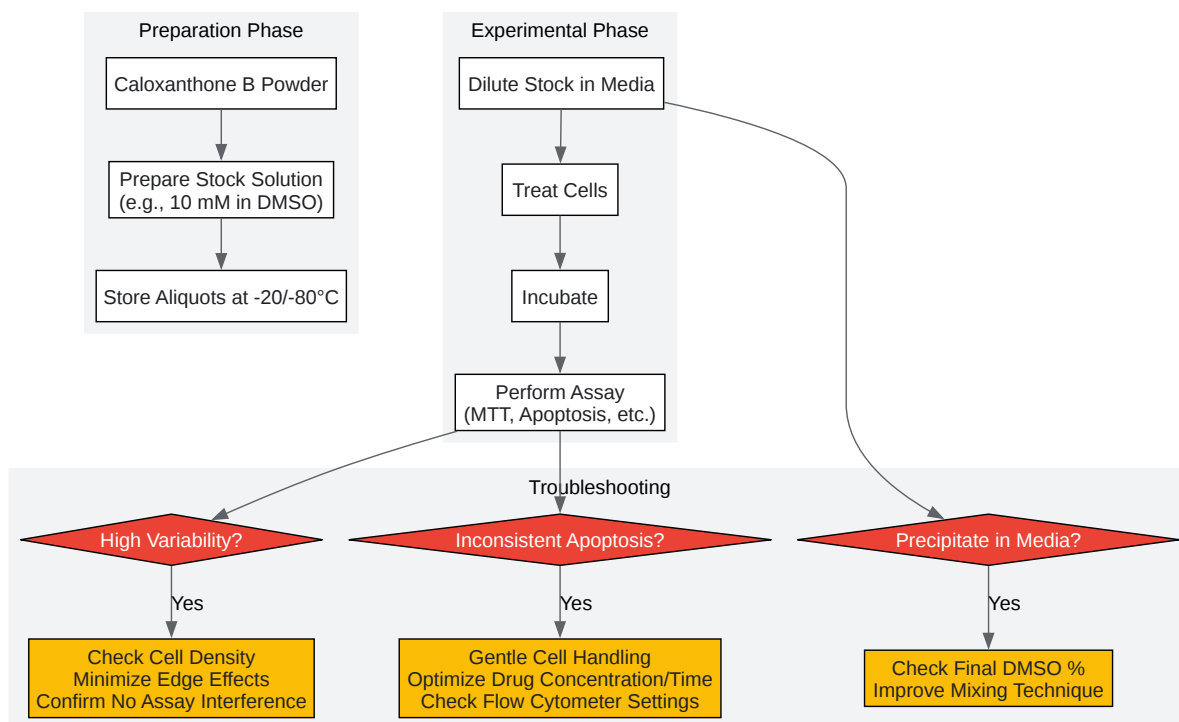 Preparation Phase
Caloxanthone B Powder
Prepare Stock Solution
(e.g., 10 mM in DMSO)
Store Aliquots at -20/-80°C
Experimental Phase
Dilute Stock in Media
Treat Cells
Incubate
Perform Assay
(MTT, Apoptosis, etc.)
Troubleshooting
High Variability?
Yes
Check Cell Density
Minimize Edge Effects
Confirm No Assay Interference
Inconsistent Apoptosis?
Yes
Gentle Cell Handling
Optimize Drug Concentration/Time
Check Flow Cytometer Settings
Precipitate in Media?
Yes
Check Final DMSO %
Improve Mixing Technique